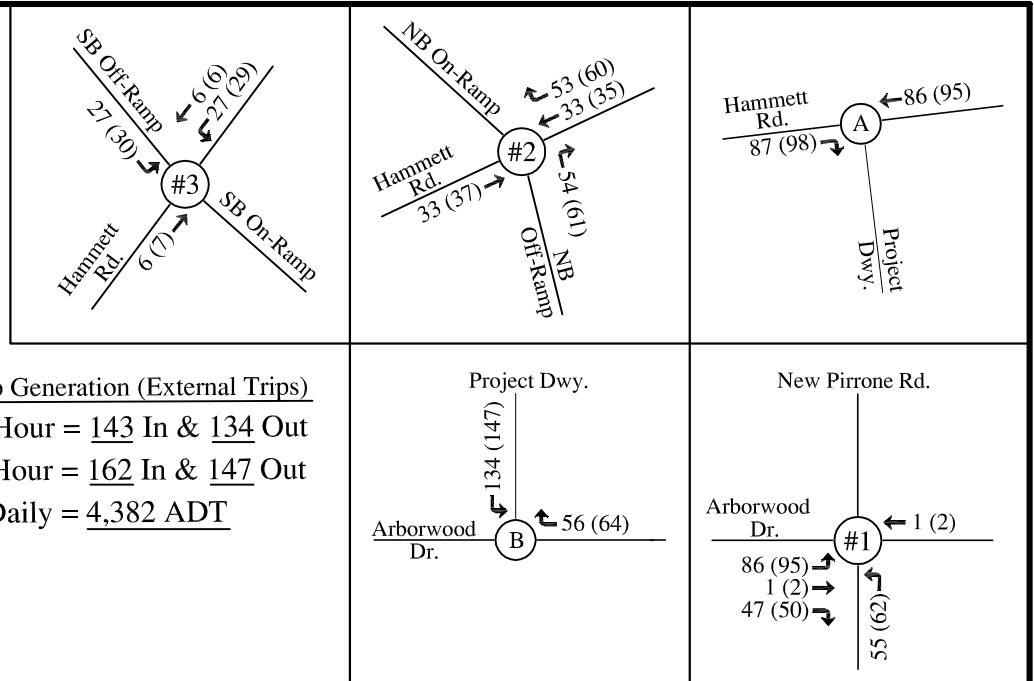 SB Off-Ramp
27 (30)
6 (6)
27 (29)
#3
SB On-Ramp
Hammett
Rd.
6 (7)
NB On-Ramp
53 (60)
33 (35)
#2
Hammett
Rd.
33 (37)
54 (61)
NB
Off-Ramp
Hammett
Rd.
86 (95)
A
87 (98)
Project
Dwy.
Generation (External Trips)
Hour = 143 In & 134 Out
Hour = 162 In & 147 Out
Daily = 4,382 ADT
Project Dwy.
134 (147)
Arborwood
Dr.
B
56 (64)
New Pirrone Rd.
Arborwood
Dr.
#1
1 (2)
86 (95)
1 (2)
47 (50)
55 (62)